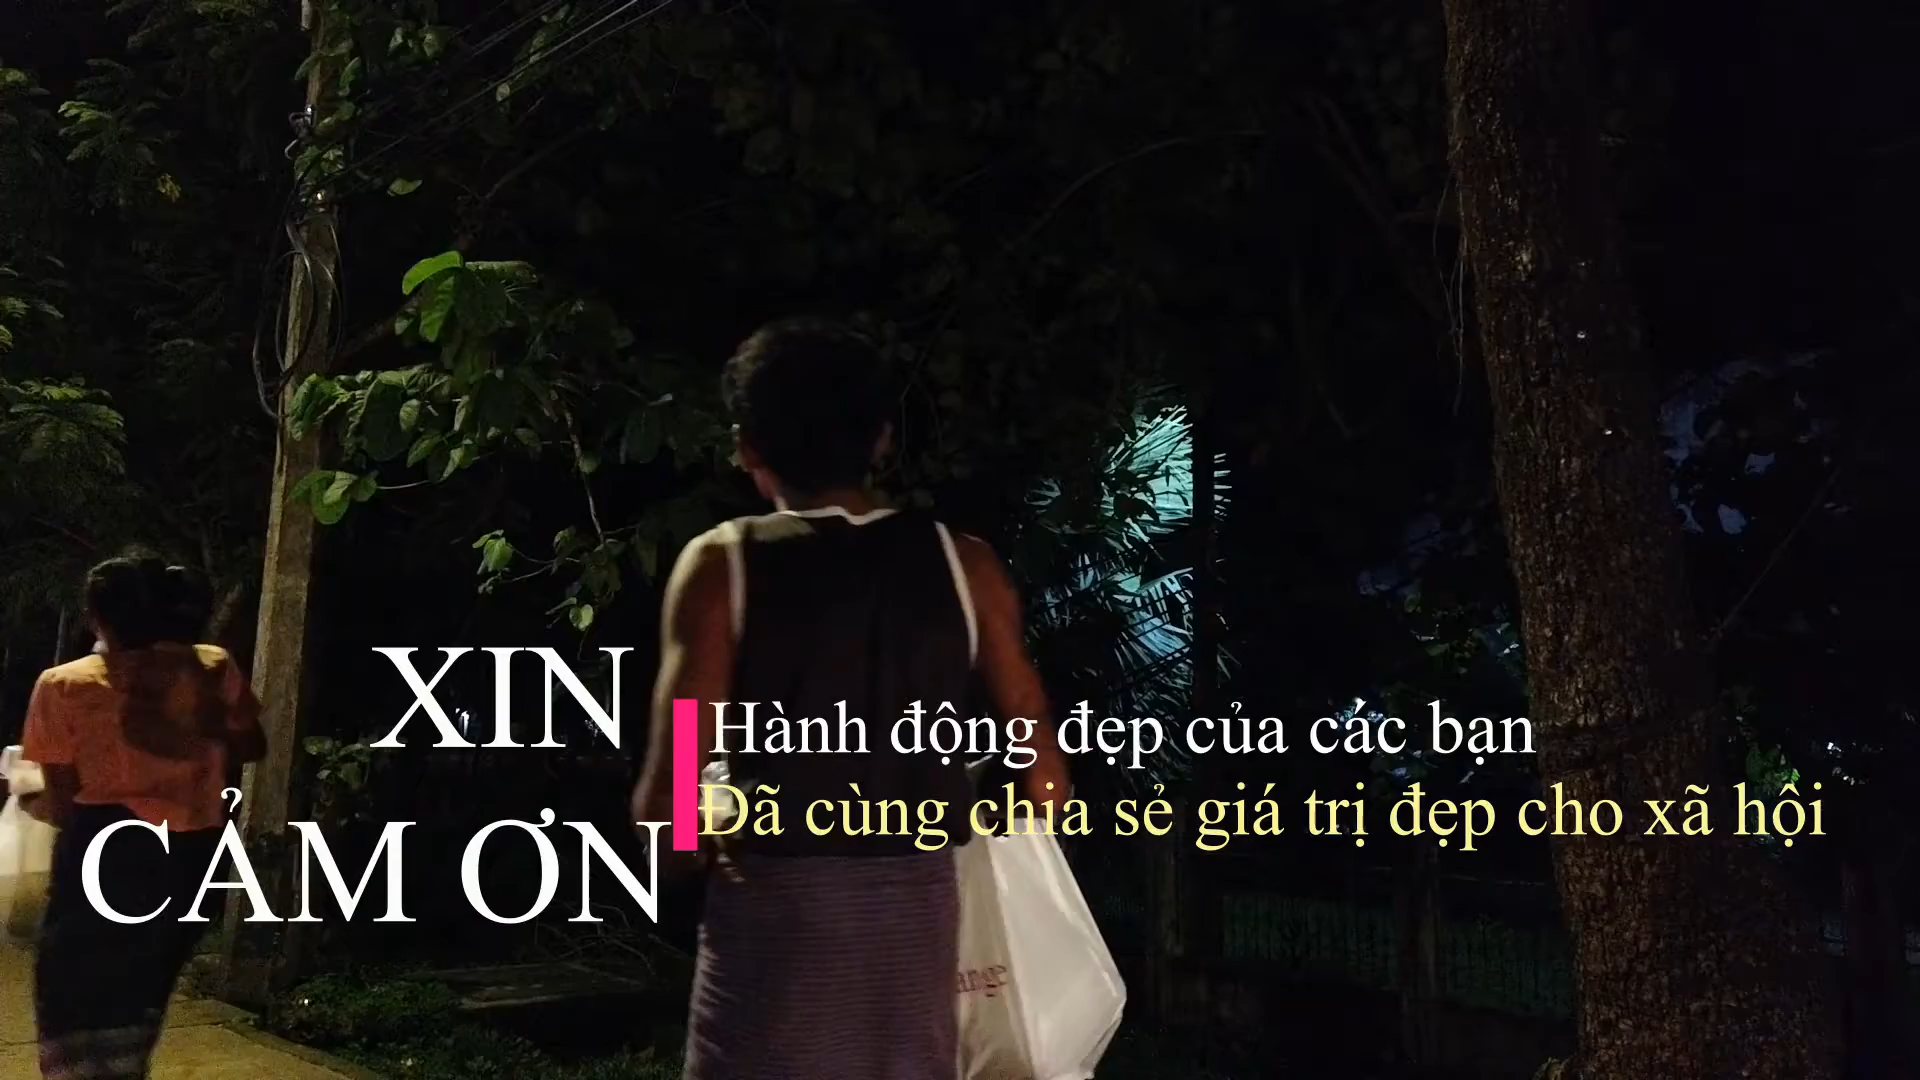 XIN
CẢM ƠN
Hành động đẹp của các bạn
Đã cùng chia sẻ giá trị đẹp cho xã hội